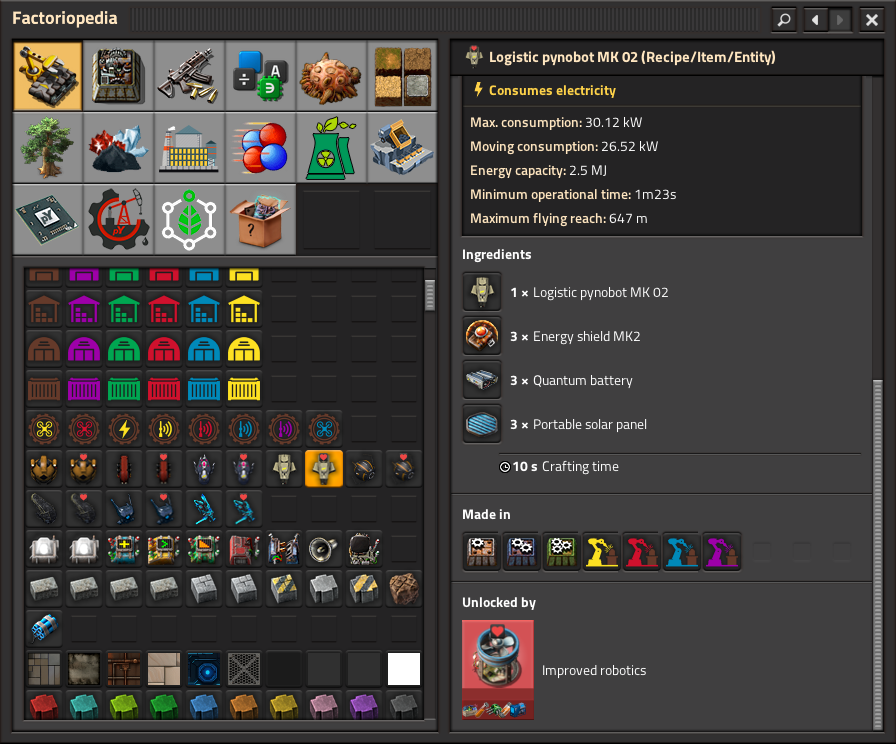 Factoriopedia
Logistic pynobot MK 02 (Recipe/Item/Entity)
Consumes electricity
Max. consumption: 30.12 kW
Moving consumption: 26.52 kW
Energy capacity: 2.5 MJ
Minimum operational time: 1m23s
Maximum flying reach: 647 m
Ingredients
1 × Logistic pynobot MK 02
3 × Energy shield MK2
3 × Quantum battery
3 × Portable solar panel
10 s Crafting time
Made in
Unlocked by
Improved robotics